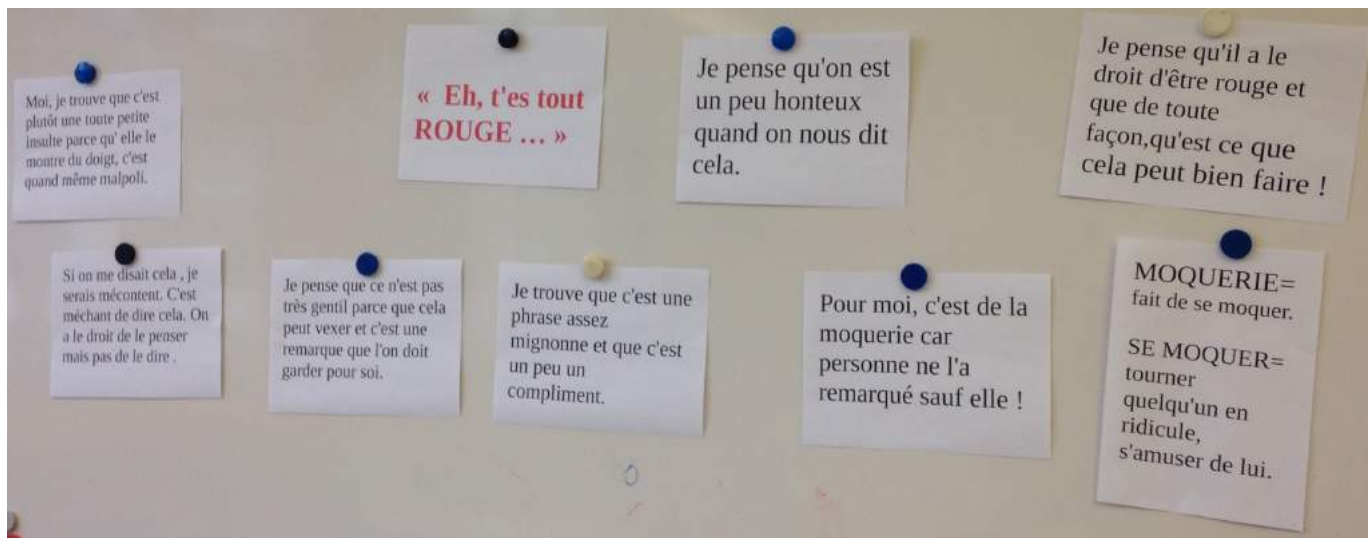 Moi, je trouve que c'est
plutôt une toute petite
insulte parce qu' elle le
montre du doigt, c'est
quand même malpoli.
« Eh, t'es tout
ROUGE ... »
Je pense qu'on est
un peu honteux
quand on nous dit
cela.
Je pense qu'il a le
droit d'être rouge et
que de toute
façon,qu'est ce que
cela peut bien faire !
Si on me disait cela , je
serais mécontent. C'est
méchant de dire cela. On
a le droit de le penser
mais pas de le dire .
Je pense que ce n'est pas
très gentil parce que cela
peut vexer et c'est une
remarque que l'on doit
garder pour soi.
Je trouve que c'est une
phrase assez
mignonne et que c'est
un peu un
compliment.
Pour moi, c'est de la
moquerie car
personne ne l'a
remarqué sauf elle !
MOQUERIE=
fait de se moquer.
SE MOQUER=
tourner
quelqu'un en
ridicule,
s'amuser de lui.